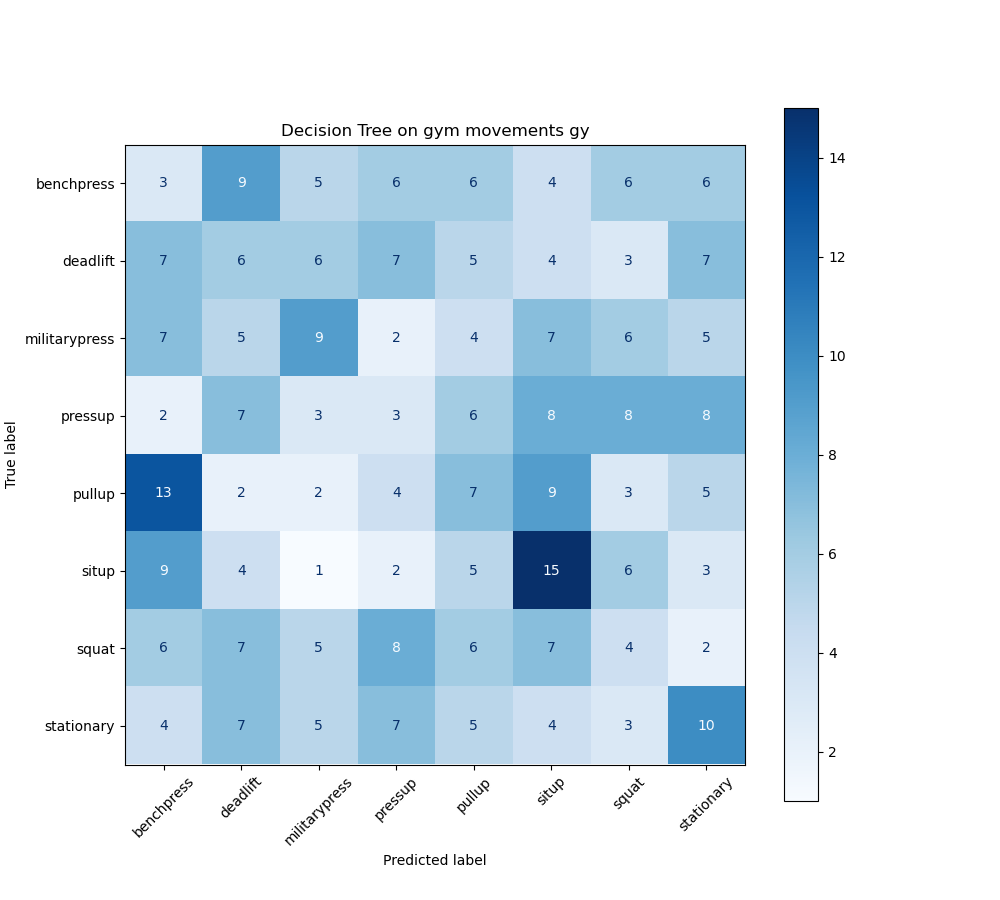 Decision Tree on gym movements gy
benchpress 3 9 5 6 6 4 6 6
deadlift 7 6 6 7 5 4 3 7
militarypress 7 5 9 2 4 7 6 5
pressup 2 7 3 3 6 8 8 8
pullup 13 2 2 4 7 9 3 5
situp 9 4 1 2 5 15 6 3
squat 6 7 5 8 6 7 4 2
stationary 4 7 5 7 5 4 3 10
True label
benchpress deadlift militarypress pressup pullup situp squat stationary
Predicted label
14
12
10
8
6
4
2